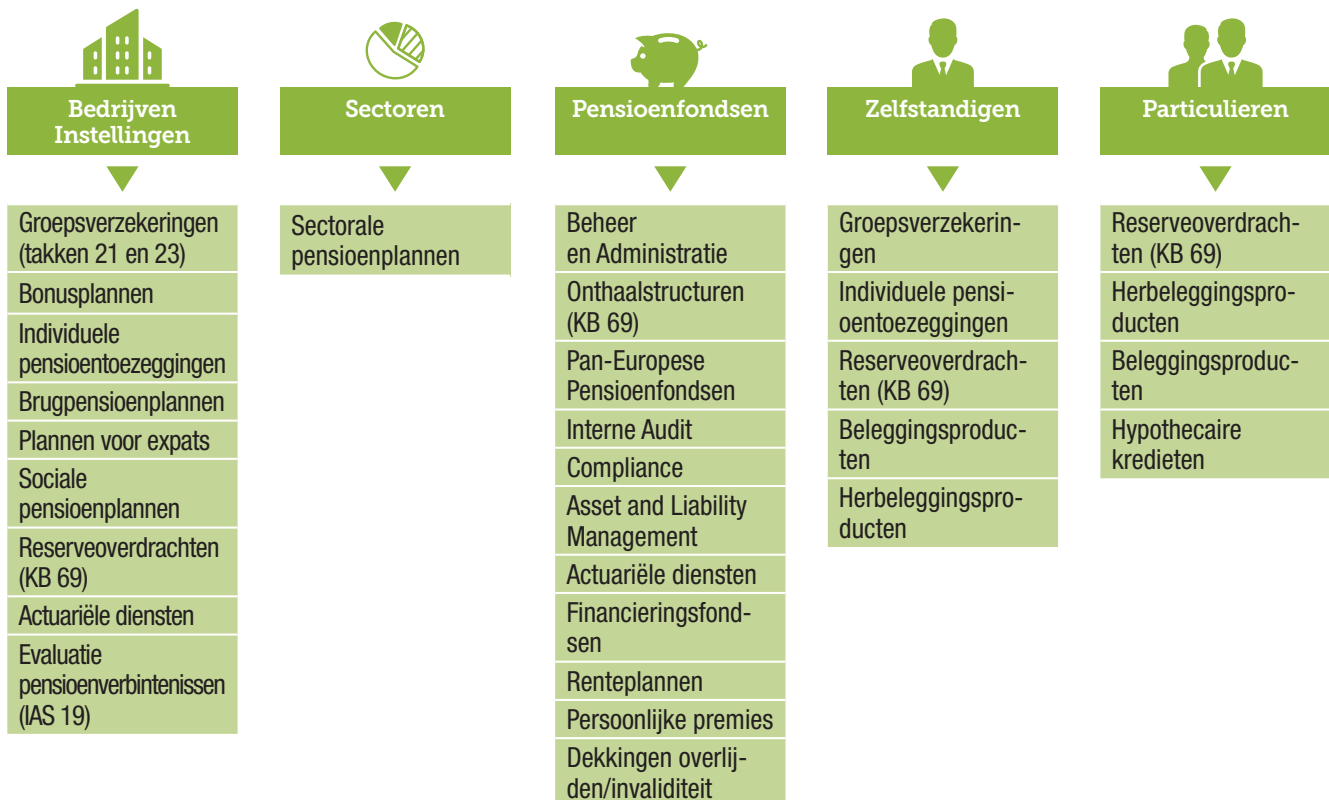 Bedrijven
Instellingen
Groepsverzekeringen
(takken 21 en 23)
Bonusplannen
Individuele
pensioentoezeggingen
Brugpensioenplannen
Plannen voor expats
Sociale
pensioenplannen
Reserveoverdrachten
(KB 69)
Actuariële diensten
Evaluatie
pensioenverbintenissen
(IAS 19)
Sectoren
Sectorale
pensioenplannen
Pensioenfondsen
Beheer
en Administratie
Onthaalstructuren
(KB 69)
Pan-Europese
Pensioenfondsen
Interne Audit
Compliance
Asset and Liability
Management
Actuariële diensten
Financieringsfond-
sen
Renteplannen
Persoonlijke premies
Dekkingen overlij-
den/invaliditeit
Zelfstandigen
Groepsverzekerin-
gen
Individuele pensi-
oentoezeggingen
Reserveoverdrach-
ten (KB 69)
Beleggingsproduc-
ten
Herbeleggingspro-
ducten
Particulieren
Reserveoverdrach-
ten (KB 69)
Herbeleggingspro-
ducten
Beleggingsproduc-
ten
Hypothecaire
kredieten